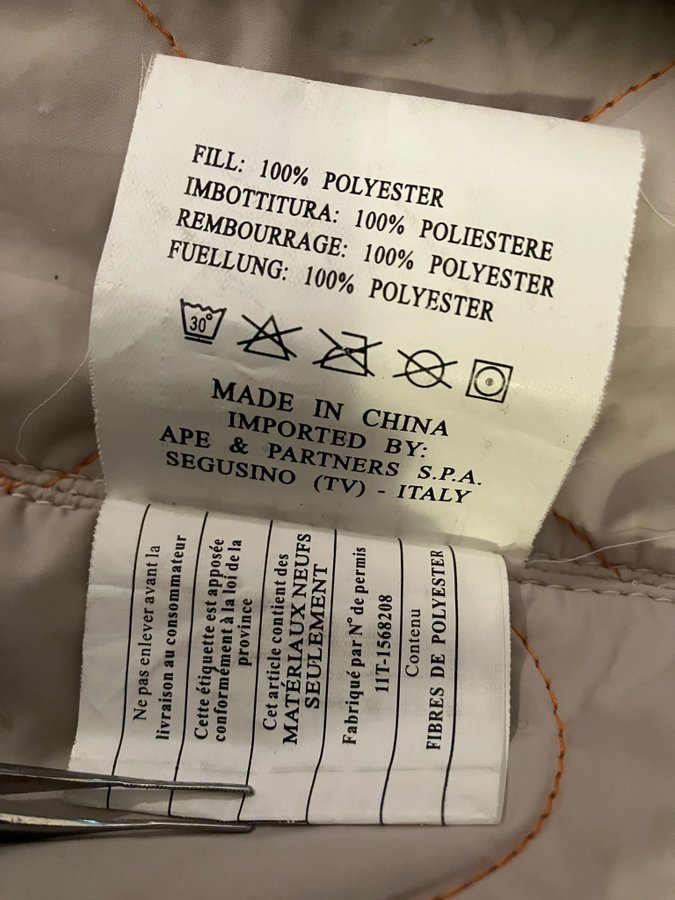 FILL: 100% POLYESTER
IMBOTTITURA: 100% POLIESTERE
REMBOURRAGE: 100% POLYESTER
FUELLUNG: 100% POLYESTER
30°
MADE IN CHINA
IMPORTED BY:
APE & PARTNERS S.P.A.
SEGUSINO (TV) - ITALY
Ne pas enlever avant la
livraison au consommateur
Cette étiquette est apposée
conformément à la loi de la
province
Cet article contient des
MATÉRIAUX NEUFS
SEULEMENT
Fabriqué par N° de permis
11T-1568208
Contenu
FIBRES DE POLYESTER